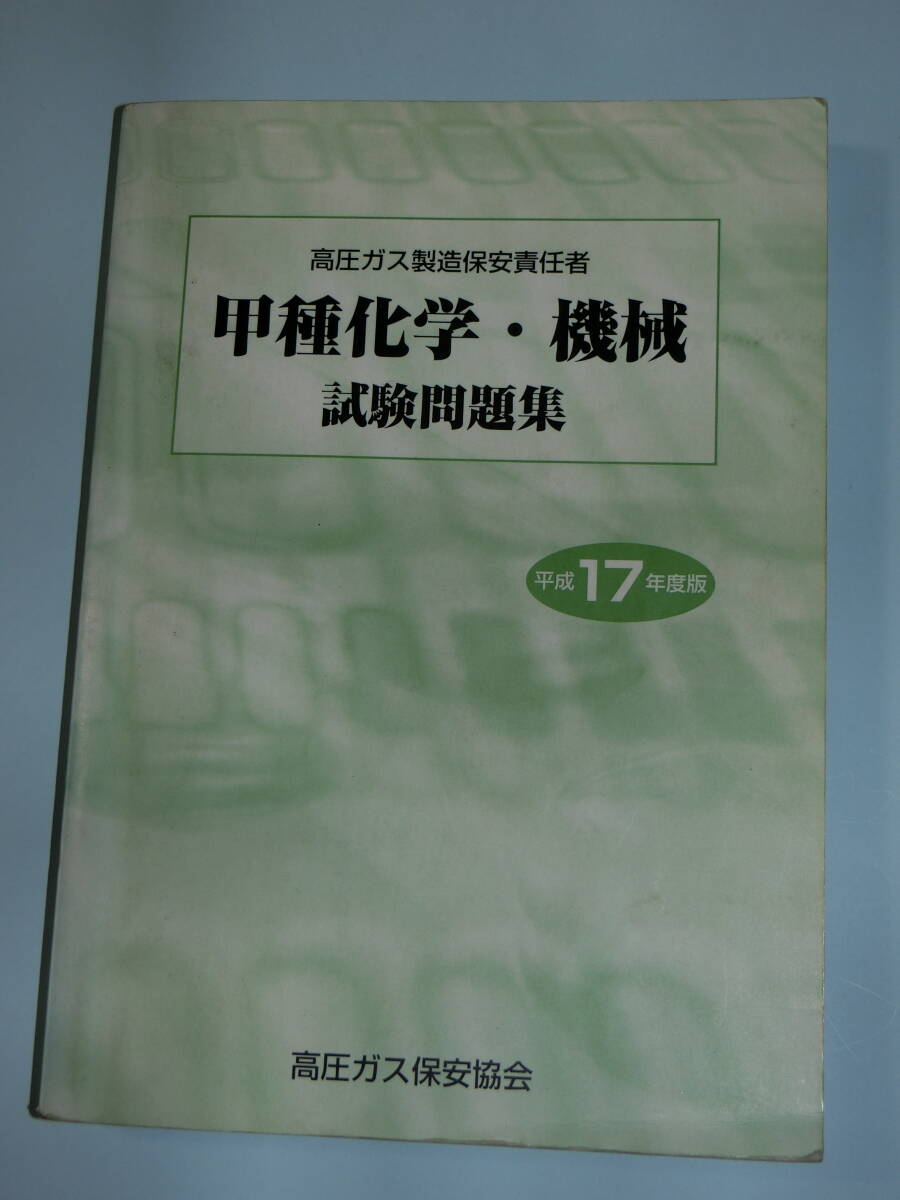 高圧ガス製造保安責任者
甲種化学・機械
試験問題集
平成17年度版
高圧ガス保安協会